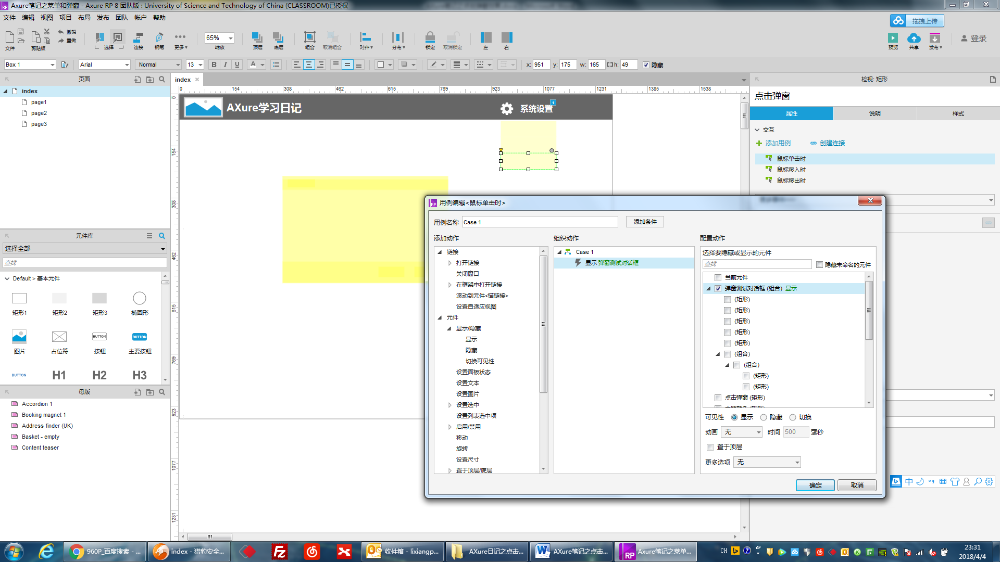 Axure笔记之菜单和弹窗 - Axure RP 8 团队版 : University of Science and Technology of China (CLASSROOM)已授权
文件 编辑 视图 项目 布局 发布 团队 帐户 帮助
拖拽上传
撤销
重做
65%
文件 剪贴板 选择 连接 钢笔 更多 缩放 顶层 底层 组合 取消组合 对齐 分布 锁定 取消锁定 左 右 预览 共享 发布 登录
Box 1 Arial Normal 13 B I U A x: 951 y: 175 w: 165 h: 49 隐藏
页面
index
page1
page2
page3
元件库
选择全部
查找
Default > 基本元件
矩形1 矩形2 矩形3 椭圆形
BUTTON BUTTON
图片 占位符 按钮 主要按钮
BUTTON H1 H2 H3
母版
Accordion 1
Booking magnet 1
Address finder (UK)
Basket - empty
Content teaser
index
0 154 308 462 615 769 923 1077 1231 1385 1538
0
154
308
462
615
769
923
1077
1231
AXure学习日记
系统设置
1
检视: 矩形
点击弹窗
属性 说明 样式
交互
添加用例 创建连接
鼠标单击时
鼠标移入时
鼠标移出时
用例编辑<鼠标单击时>
用例名称 Case 1 添加条件
添加动作 组织动作 配置动作
链接
打开链接
关闭窗口
在框架中打开链接
滚动到元件<锚链接>
设置自适应视图
元件
显示/隐藏
显示
隐藏
切换可见性
设置面板状态
设置文本
设置图片
设置选中
设置列表选中项
启用/禁用
移动
旋转
设置尺寸
置于顶层/底层
Case 1
显示 弹窗测试对话框
选择要隐藏或显示的元件
查找 隐藏未命名的元件
当前元件
弹窗测试对话框 (组合) 显示
(矩形)
(矩形)
(矩形)
(矩形)
(矩形)
(组合)
(组合)
(矩形)
(矩形)
点击弹窗 (矩形)
可见性 显示 隐藏 切换
动画 无 时间 500 毫秒
置于顶层
更多选项 无
确定 取消
中
960P_百度搜索 - ...
index - 猎豹安全...
收件箱 - lixiangp...
AXure日记之点击...
AXure笔记之点击...
Axure笔记之菜单...
CH
23:31
2018/4/4